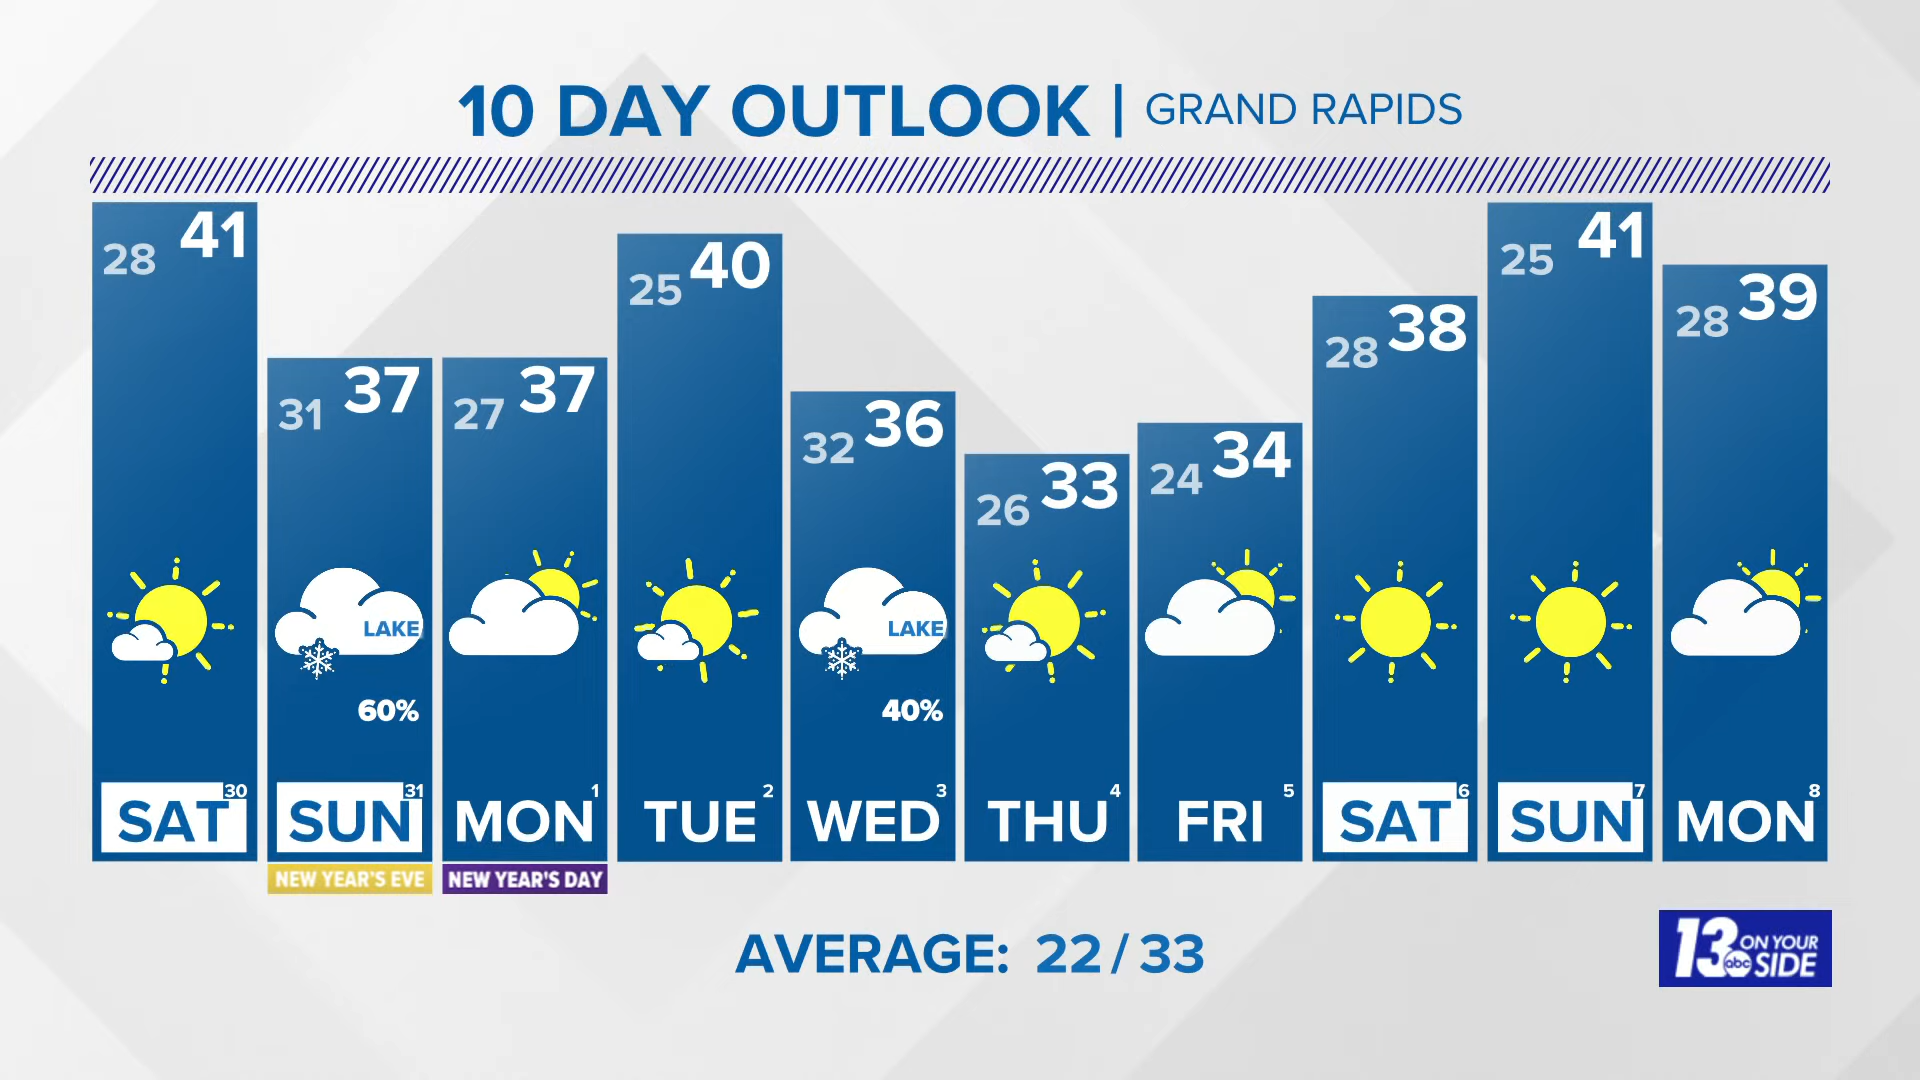 10 DAY OUTLOOK | GRAND RAPIDS
28 41
31 37
27 37
25 40
32 36
26 33
24 34
28 38
25 41
28 39
LAKE
LAKE
60%
40%
SAT 30
SUN 31
MON 1
TUE 2
WED 3
THU 4
FRI 5
SAT 6
SUN 7
MON 8
NEW YEAR'S EVE
NEW YEAR'S DAY
AVERAGE: 22 / 33
13 abc ON YOUR
SIDE